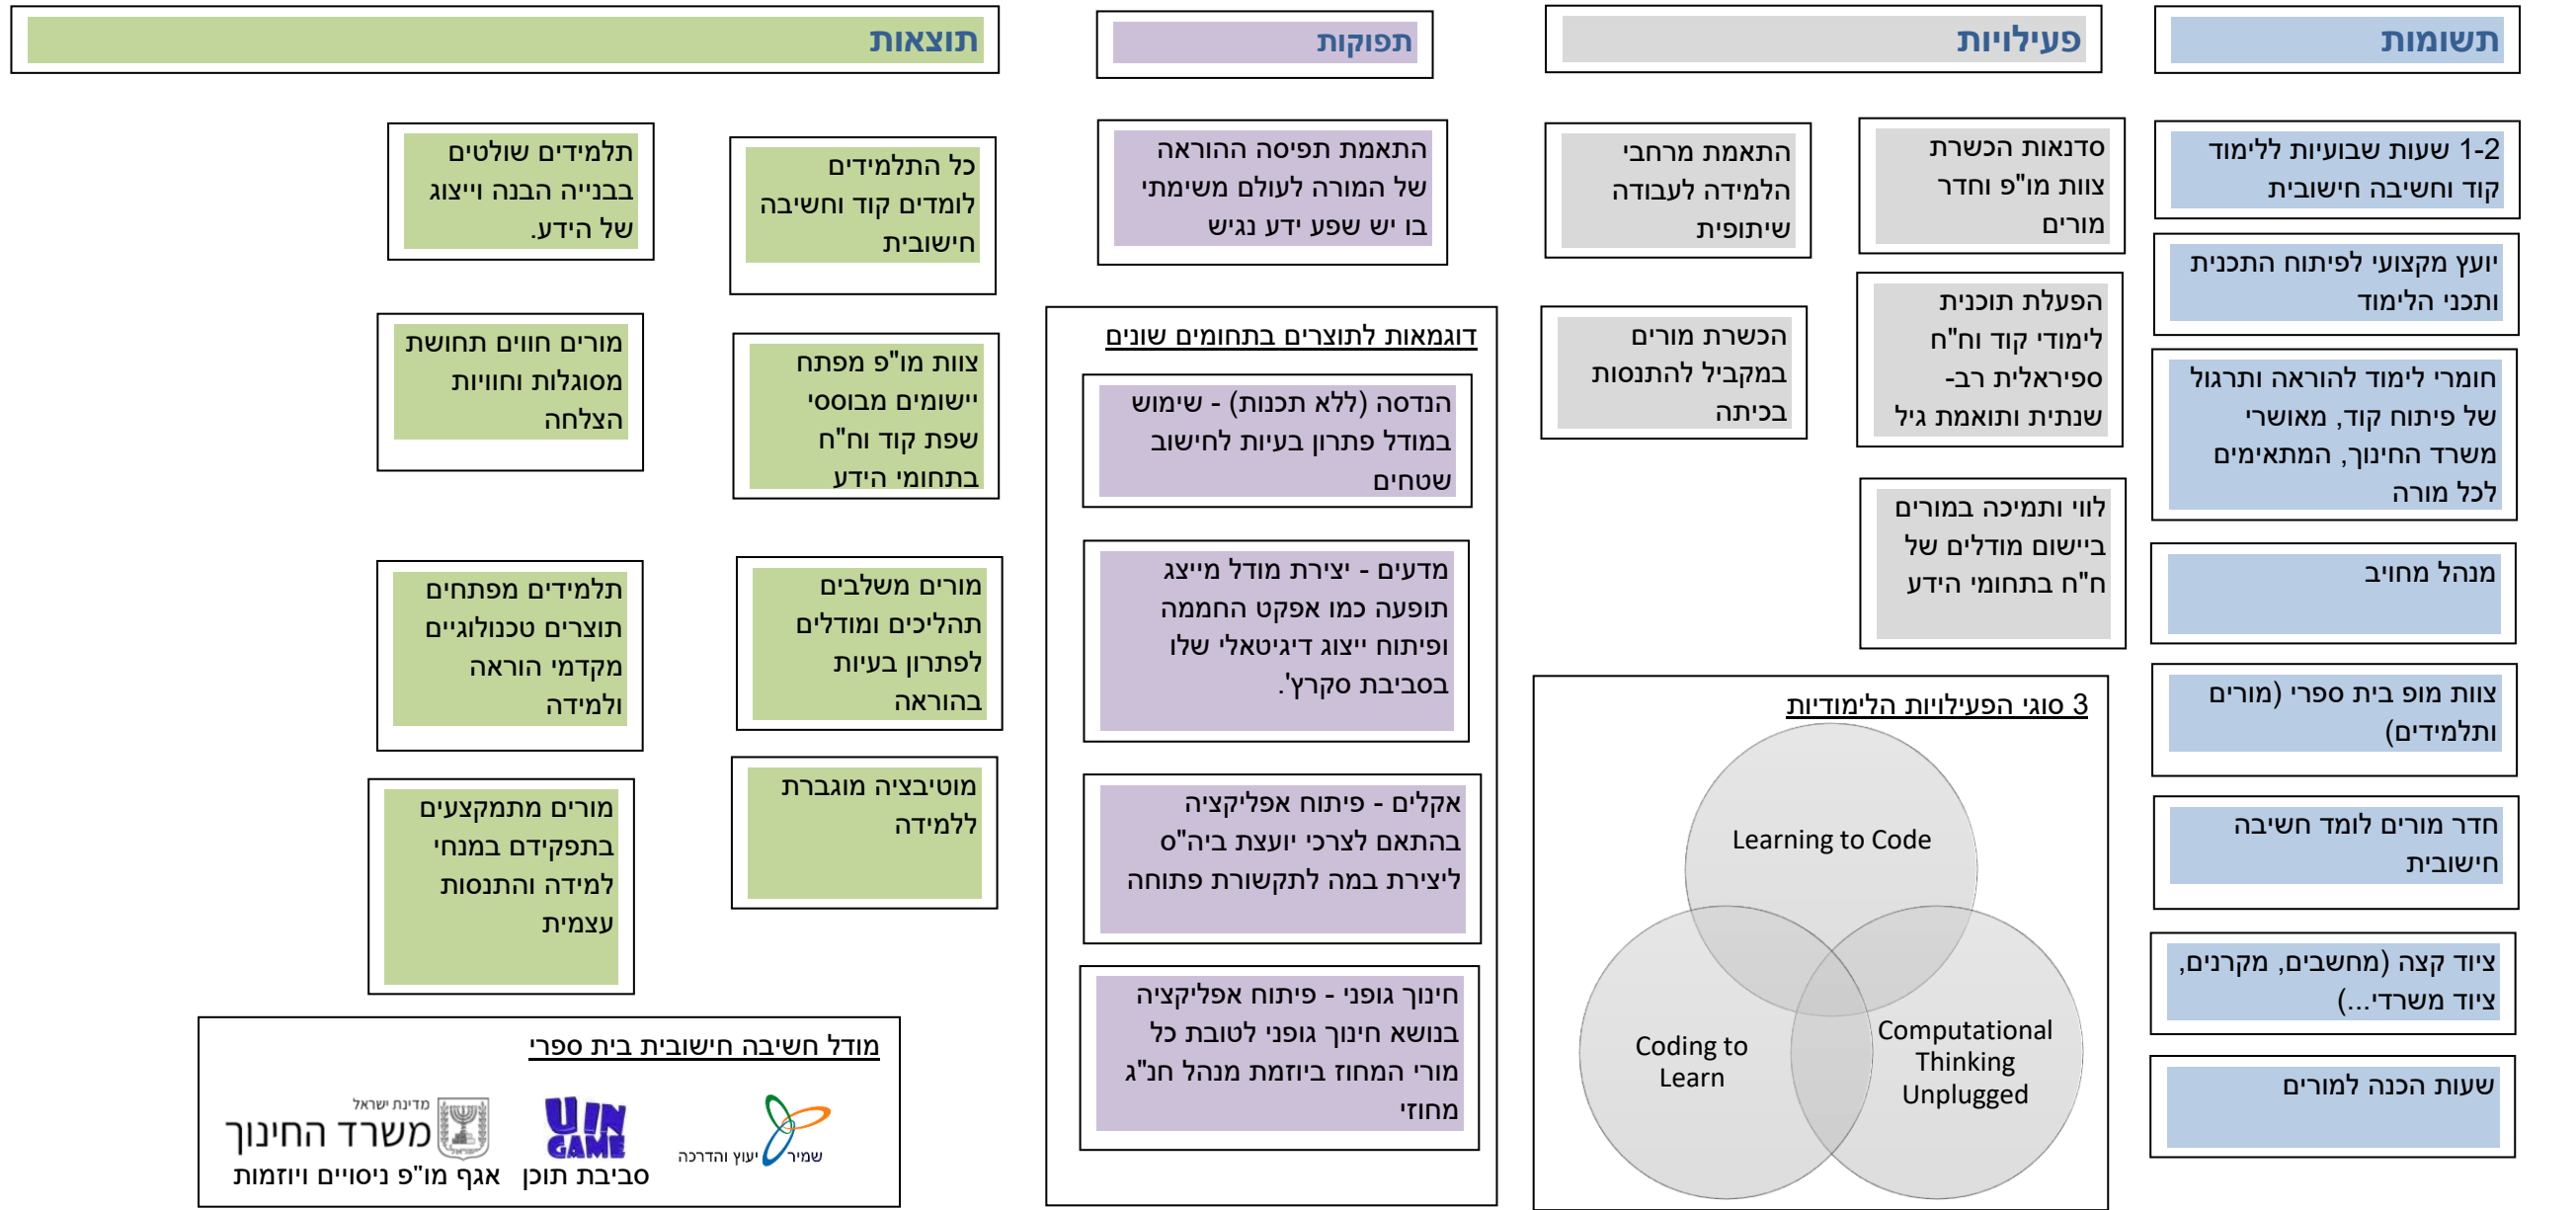 תשומות
1-2 שעות שבועיות ללימוד
קוד וחשיבה חישובית
יועץ מקצועי לפיתוח התכנית
ותכני הלימוד
חומרי לימוד להוראה ותרגול
של פיתוח קוד, מאושרי
משרד החינוך, המתאימים
לכל מורה
מנהל מחויב
צוות מופ בית ספרי (מורים
ותלמידים)
חדר מורים לומד חשיבה
חישובית
ציוד קצה (מחשבים, מקרנים,
ציוד משרדי...)
שעות הכנה למורים
פעילויות
סדנאות הכשרת
צוות מו"פ וחדר
מורים
הפעלת תוכנית
לימודי קוד וח"ח
ספיראלית רב-
שנתית ותואמת גיל
לווי ותמיכה במורים
ביישום מודלים של
ח"ח בתחומי הידע
התאמת מרחבי
הלמידה לעבודה
שיתופית
הכשרת מורים
במקביל להתנסות
בכיתה
3 סוגי הפעילויות הלימודיות
Learning to Code
Computational
Thinking
Unplugged
Coding to
Learn
תפוקות
התאמת תפיסה ההוראה
של המורה לעולם משימתי
בו יש שפע ידע נגיש
דוגמאות לתוצרים בתחומים שונים
הנדסה (ללא תכנות) - שימוש
במודל פתרון בעיות לחישוב
שטחים
מדעים - יצירת מודל מייצג
תופעה כמו אפקט החממה
ופיתוח ייצוג דיגיטאלי שלו
בסביבת סקרץ'.
אקלים - פיתוח אפליקציה
בהתאם לצרכי יועצת ביה"ס
ליצירת במה לתקשורת פתוחה
חינוך גופני - פיתוח אפליקציה
בנושא חינוך גופני לטובת כל
מורי המחוז ביוזמת מנהל חנ"ג
מחוזי
תוצאות
כל התלמידים
לומדים קוד וחשיבה
חישובית
צוות מו"פ מפתח
יישומים מבוססי
שפת קוד וח"ח
בתחומי הידע
מורים משלבים
תהליכים ומודלים
לפתרון בעיות
בהוראה
מוטיבציה מוגברת
ללמידה
תלמידים שולטים
בבנייה הבנה וייצוג
של הידע.
מורים חווים תחושת
מסוגלות וחוויות
הצלחה
תלמידים מפתחים
תוצרים טכנולוגיים
מקדמי הוראה
ולמידה
מורים מתמקצעים
בתפקידם במנחי
למידה והתנסות
עצמית
מודל חשיבה חישובית בית ספרי
שמיר יעוץ והדרכה
U IN
GAME
סביבת תוכן
מדינת ישראל
משרד החינוך
אגף מו"פ ניסויים ויוזמות